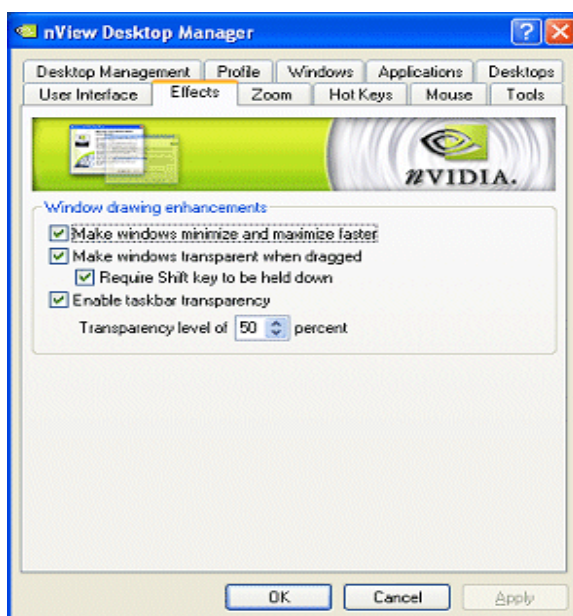 nView Desktop Manager
Desktop Management Profile Windows Applications Desktops
User Interface Effects Zoom Hot Keys Mouse Tools
nVIDIA.
Window drawing enhancements
Make windows minimize and maximize faster
Make windows transparent when dragged
Require Shift key to be held down
Enable taskbar transparency
Transparency level of 50 percent
OK Cancel Apply